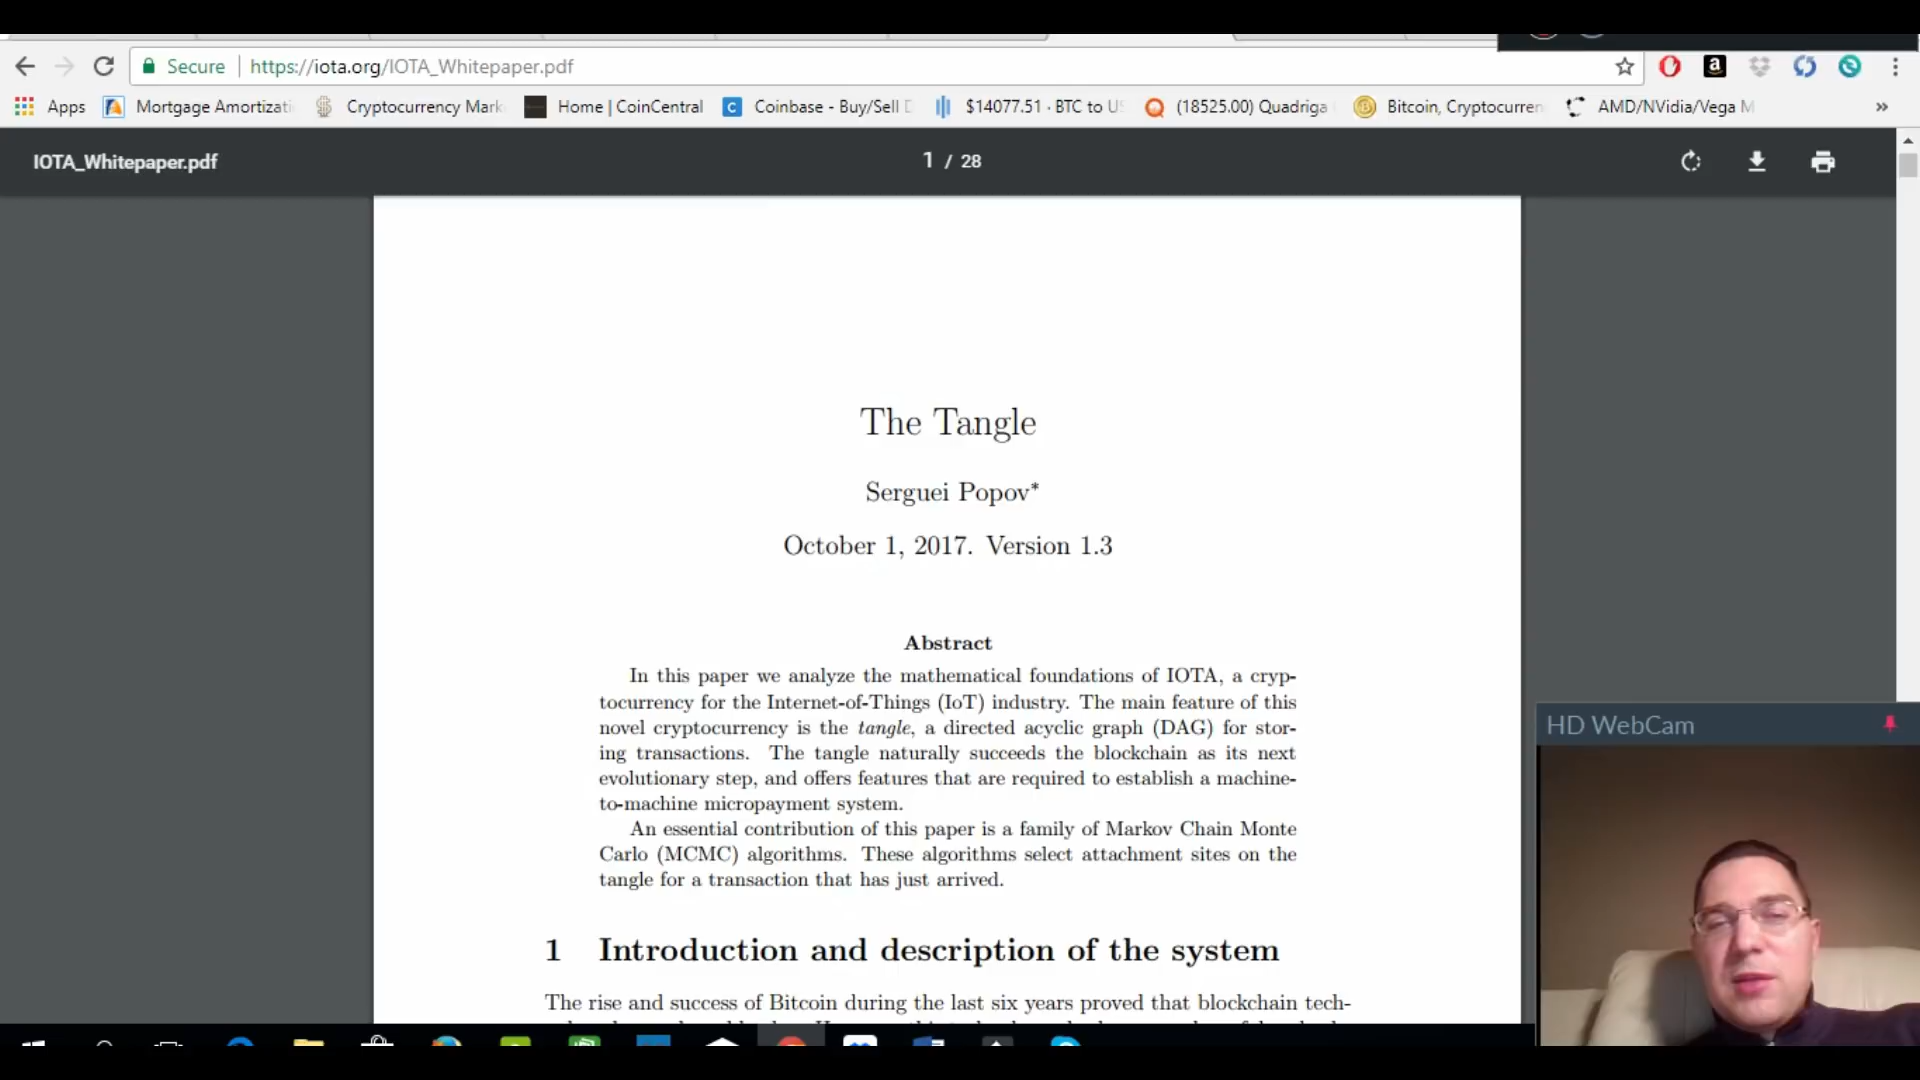 Secure https://iota.org/IOTA_Whitepaper.pdf
Apps Mortgage Amortizati Cryptocurrency Mark Home | CoinCentral Coinbase - Buy/Sell D $14077.51 · BTC to US (18525.00) Quadriga Bitcoin, Cryptocurren AMD/NVidia/Vega M »
IOTA_Whitepaper.pdf 1 / 28
The Tangle
Serguei Popov*
October 1, 2017. Version 1.3
Abstract
In this paper we analyze the mathematical foundations of IOTA, a cryp-
tocurrency for the Internet-of-Things (IoT) industry. The main feature of this
novel cryptocurrency is the tangle, a directed acyclic graph (DAG) for stor-
ing transactions. The tangle naturally succeeds the blockchain as its next
evolutionary step, and offers features that are required to establish a machine-
to-machine micropayment system.
An essential contribution of this paper is a family of Markov Chain Monte
Carlo (MCMC) algorithms. These algorithms select attachment sites on the
tangle for a transaction that has just arrived.
1 Introduction and description of the system
The rise and success of Bitcoin during the last six years proved that blockchain tech-
HD WebCam